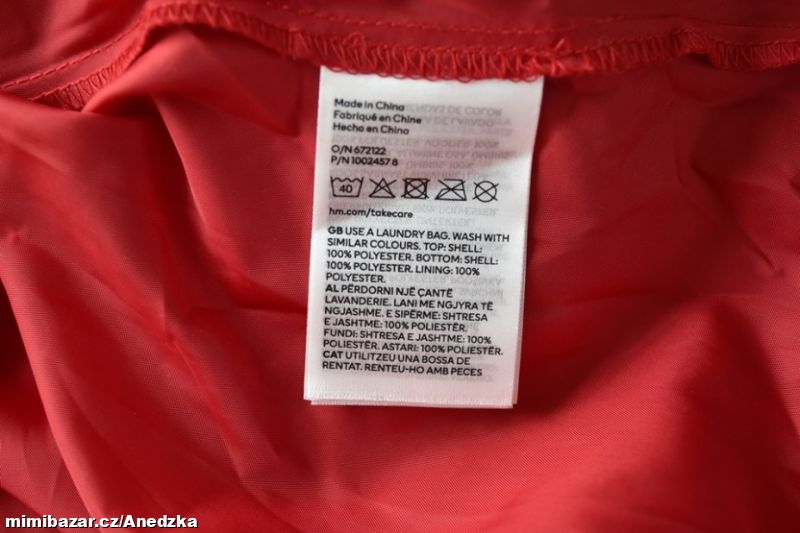 Made in China
Fabriqué en Chine
Hecho en China
O/N 672122
P/N 10024578
40
hm.com/takecare
GB USE A LAUNDRY BAG. WASH WITH
SIMILAR COLOURS. TOP: SHELL:
100% POLYESTER. BOTTOM: SHELL:
100% POLYESTER. LINING: 100%
POLYESTER.
AL PËRDORNI NJË ÇANTË
LAVANDERIE. LANI ME NGJYRA TË
NGJASHME. E SIPËRME: SHTRESA
E JASHTME: 100% POLIESTËR.
FUNDI: SHTRESA E JASHTME: 100%
POLIESTËR. ASTARI: 100% POLIESTËR.
CAT UTILITZEU UNA BOSSA DE
RENTAT. RENTEU-HO AMB PECES
mimibazar.cz/Anedzka